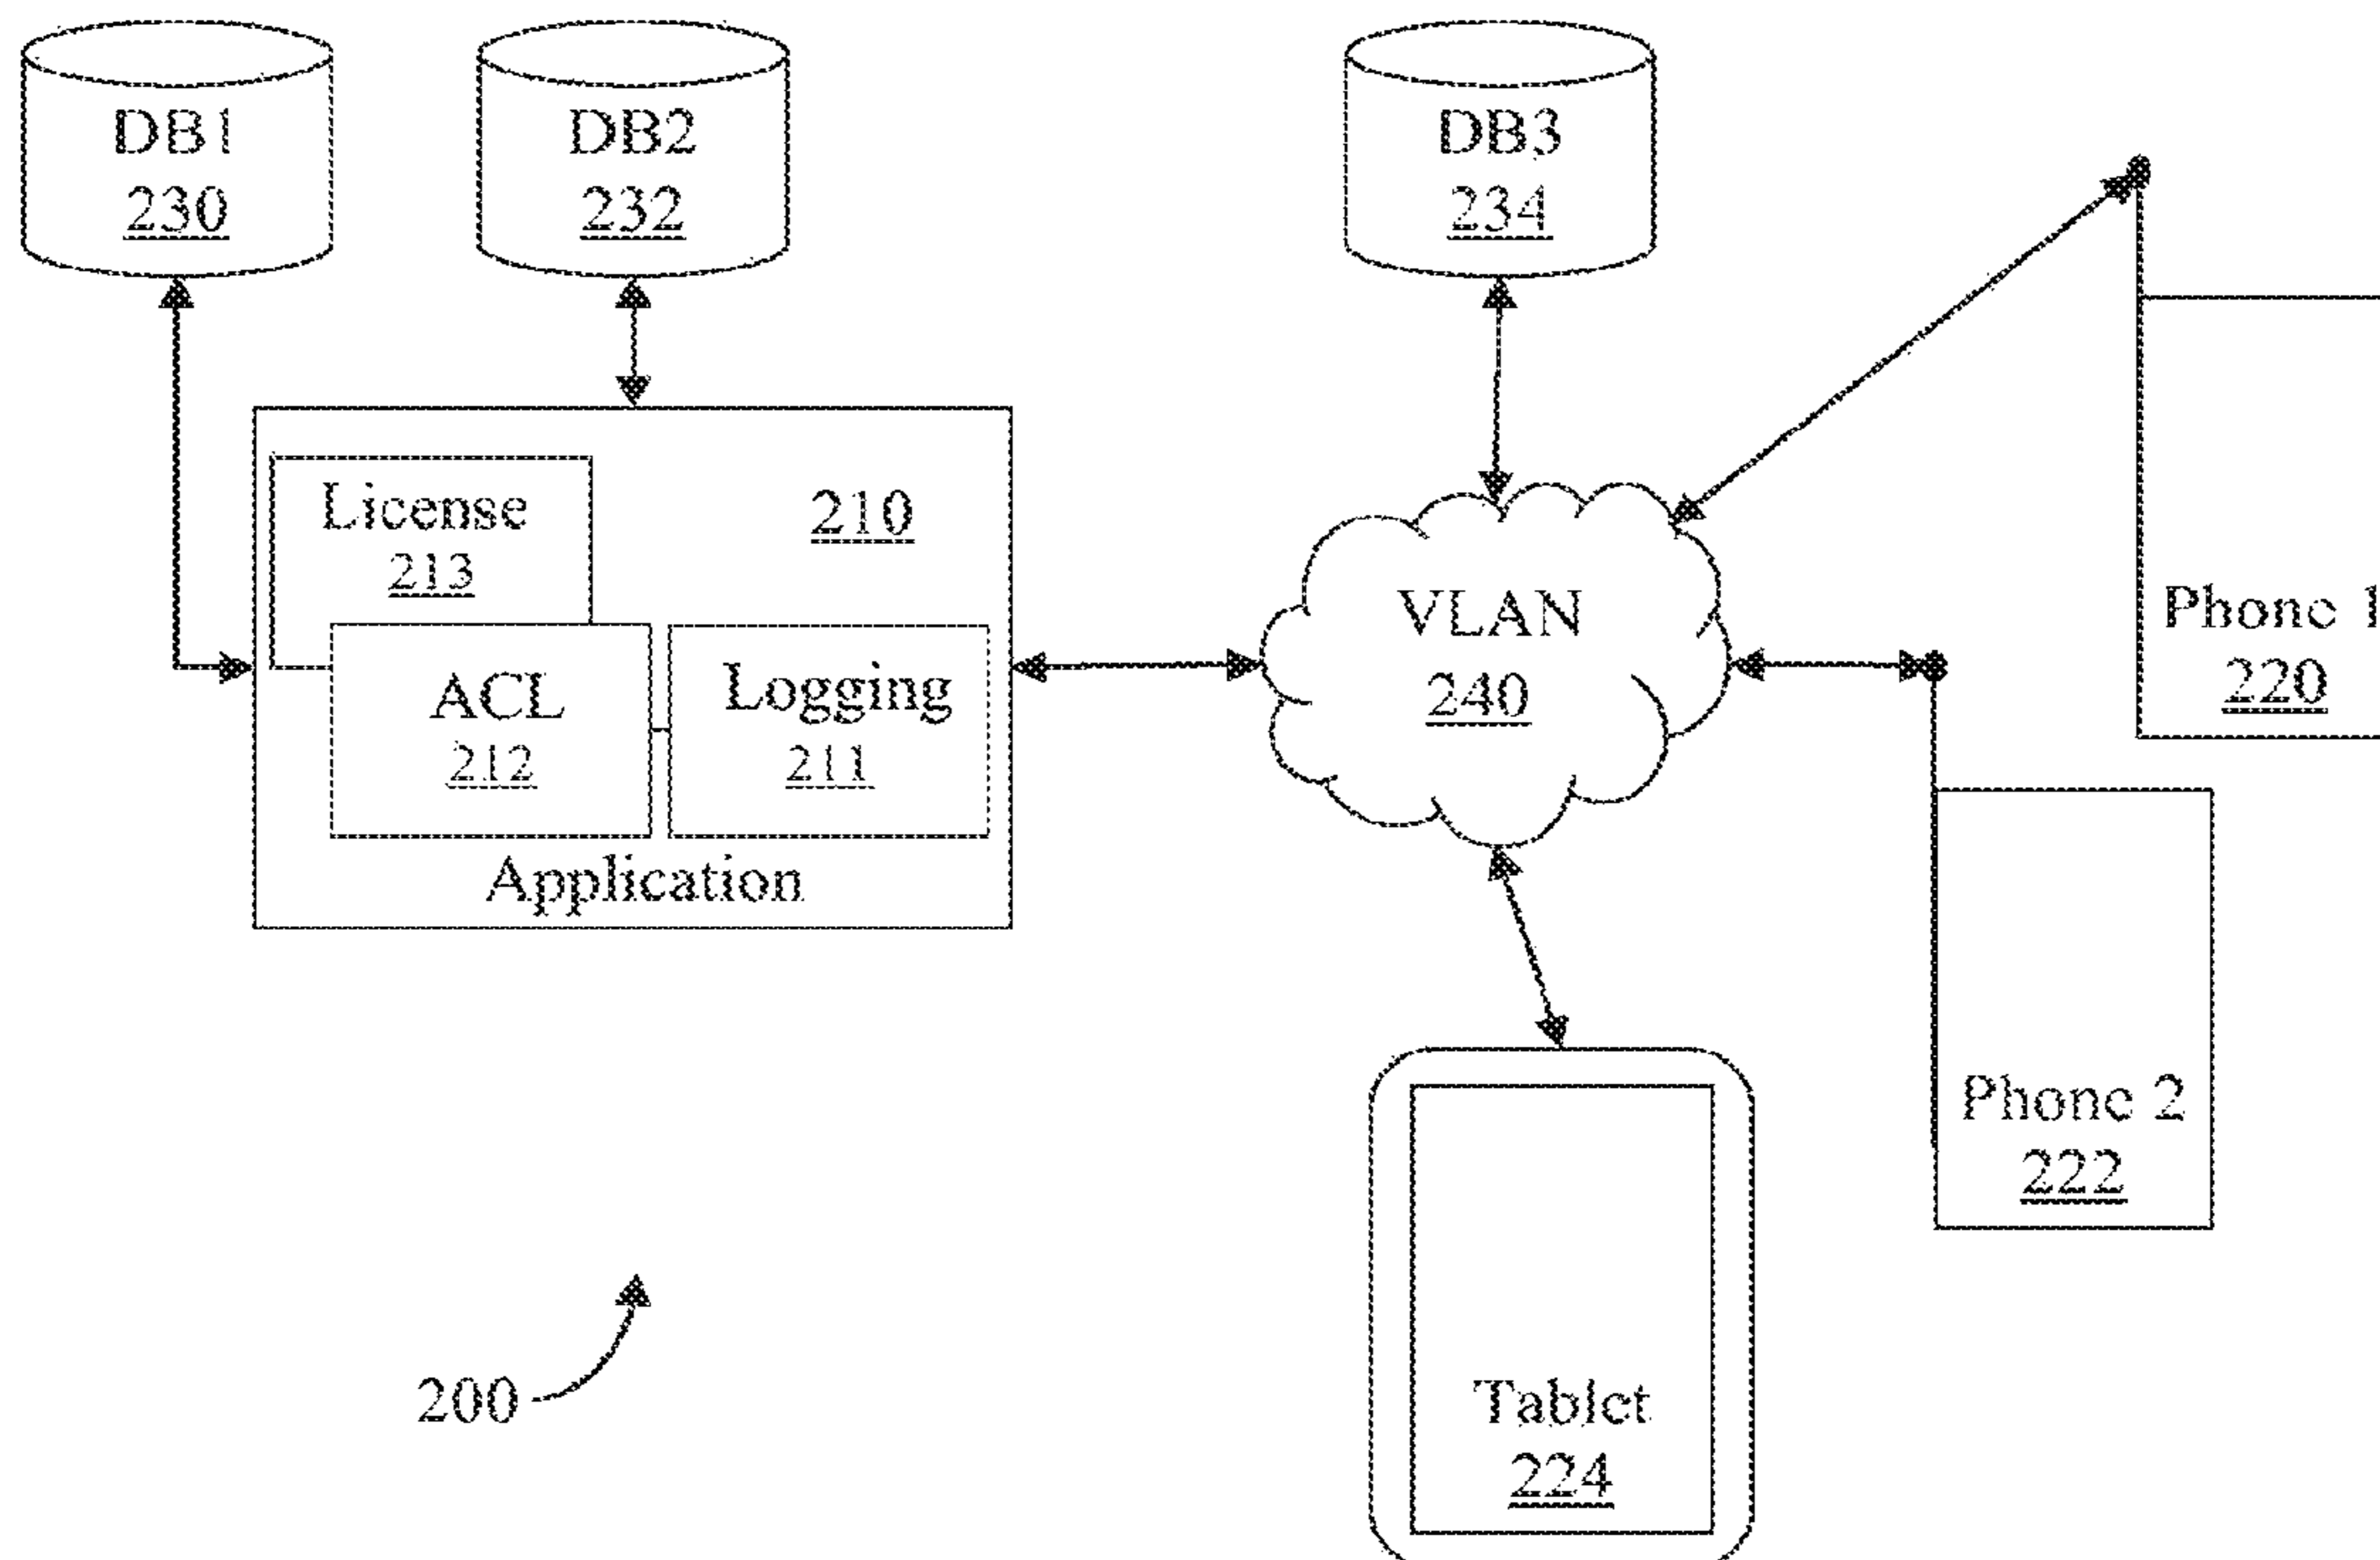 DB1
230
DB2
232
DB3
234
License
213
210
ACL
212
Logging
211
Application
VLAN
240
Phone 1
220
Phone 2
222
Tablet
224
200